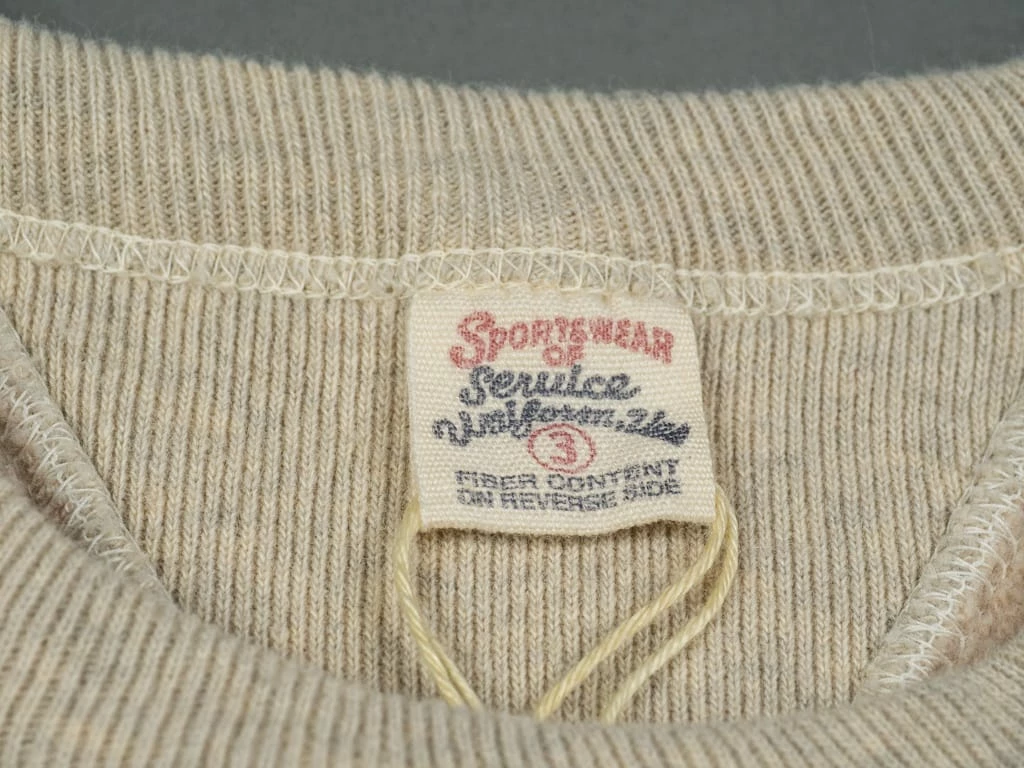 SPORTSWEAR
OF
Service
Uniform, Ltd
3
FIBER CONTENT
ON REVERSE SIDE